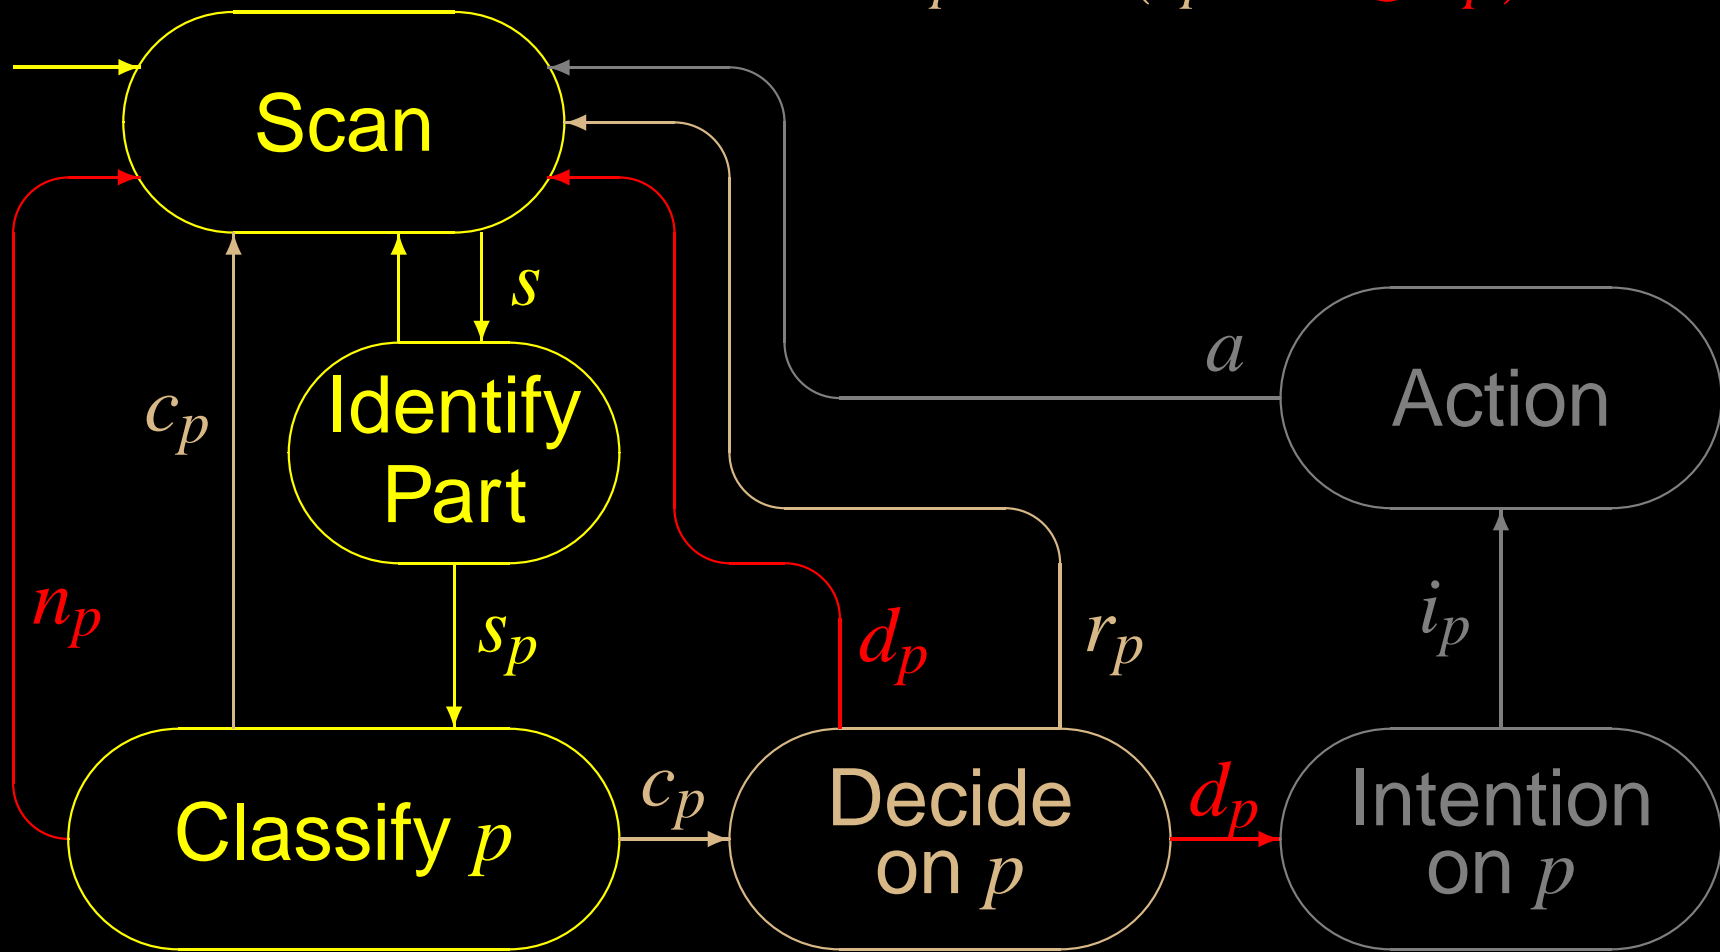 Scan
s
Identify
Part
a
Action
c_p
n_p
s_p
d_p
r_p
i_p
Classify p
c_p
Decide
on p
d_p
Intention
on p